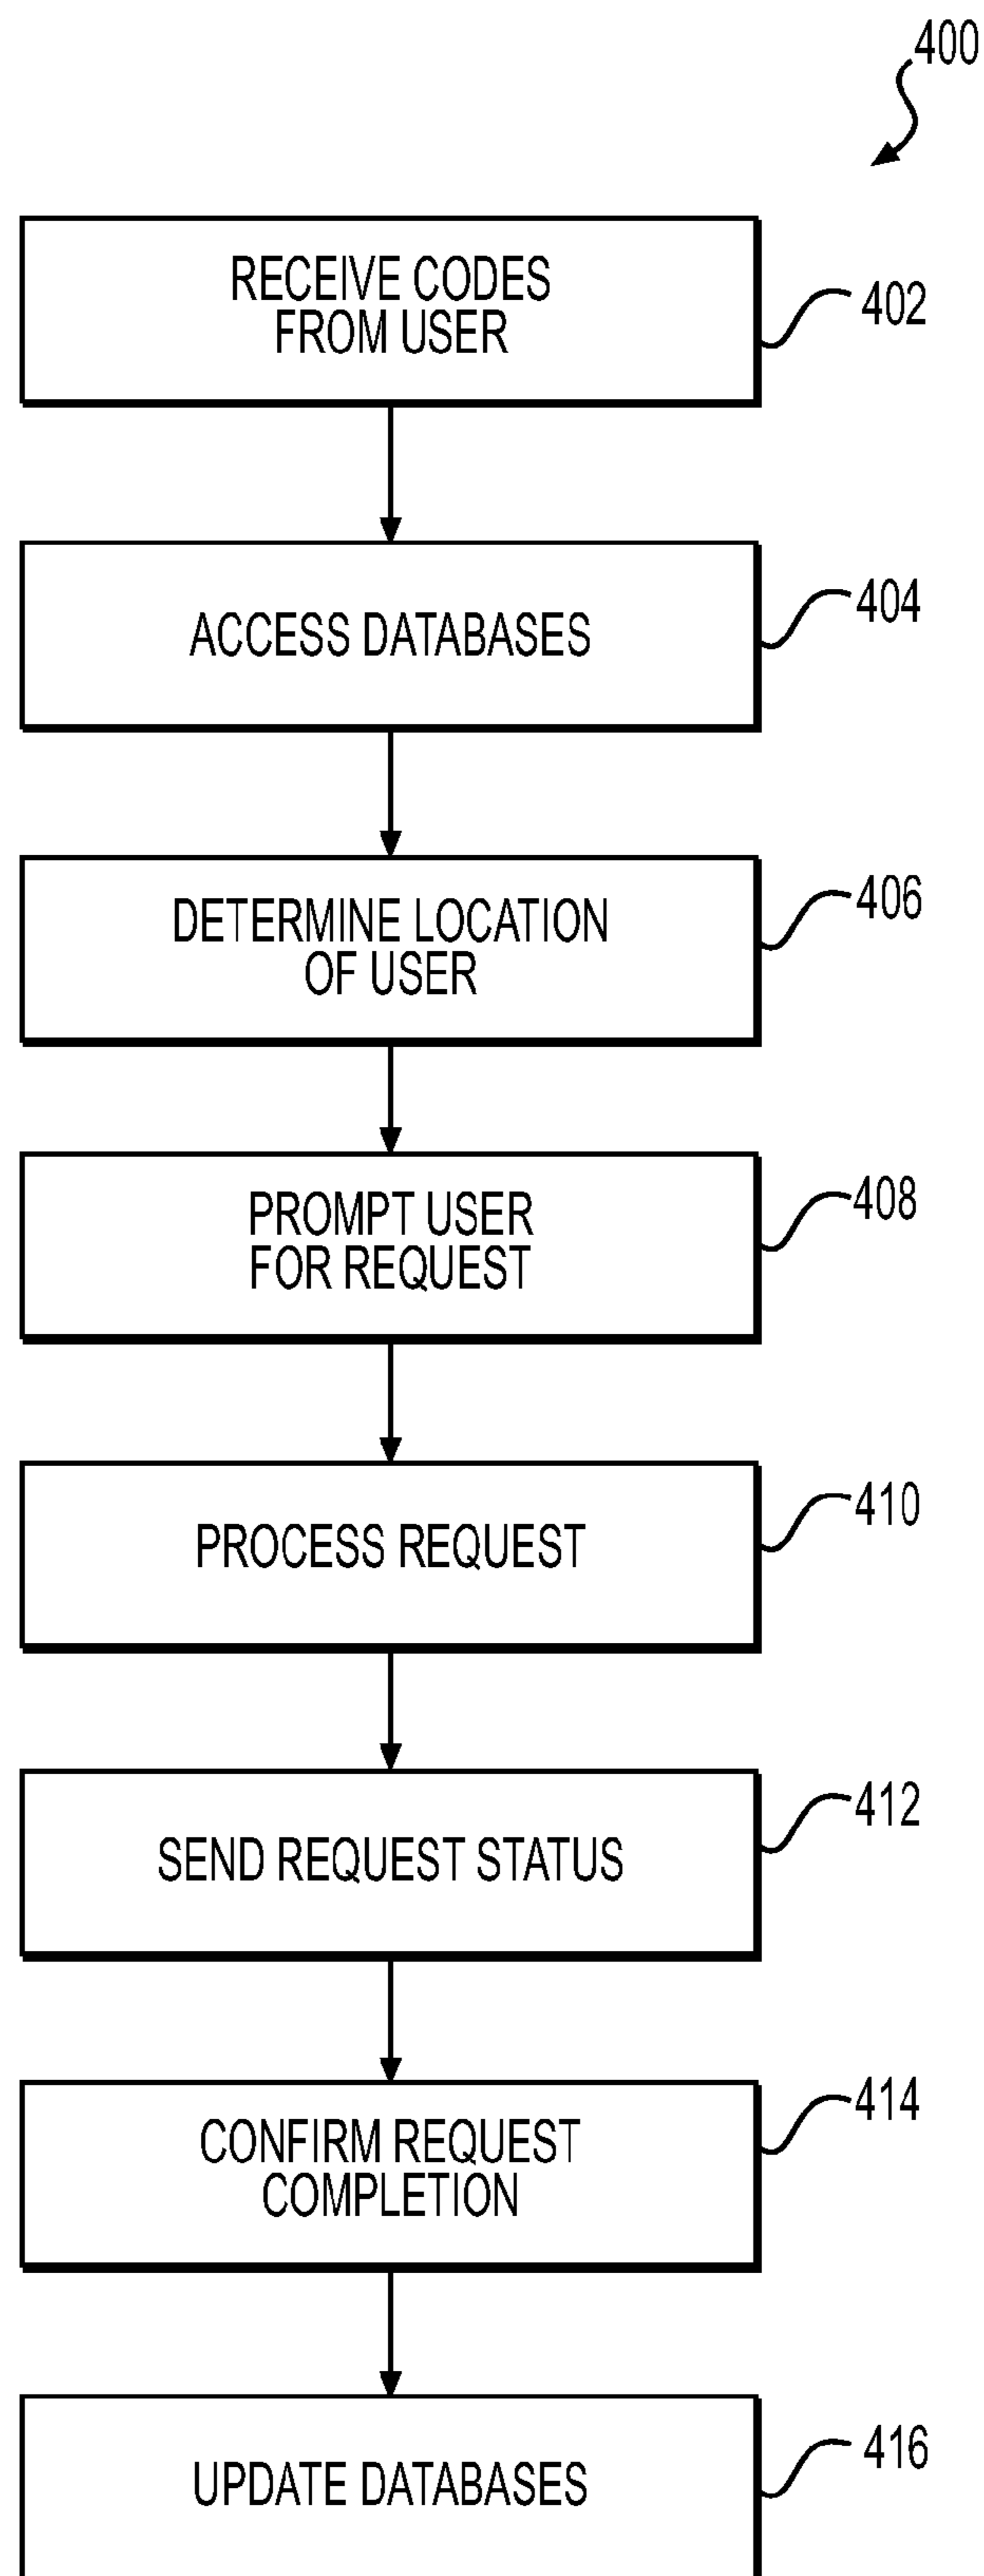 400
RECEIVE CODES
FROM USER
402
ACCESS DATABASES
404
DETERMINE LOCATION
OF USER
406
PROMPT USER
FOR REQUEST
408
PROCESS REQUEST
410
SEND REQUEST STATUS
412
CONFIRM REQUEST
COMPLETION
414
UPDATE DATABASES
416